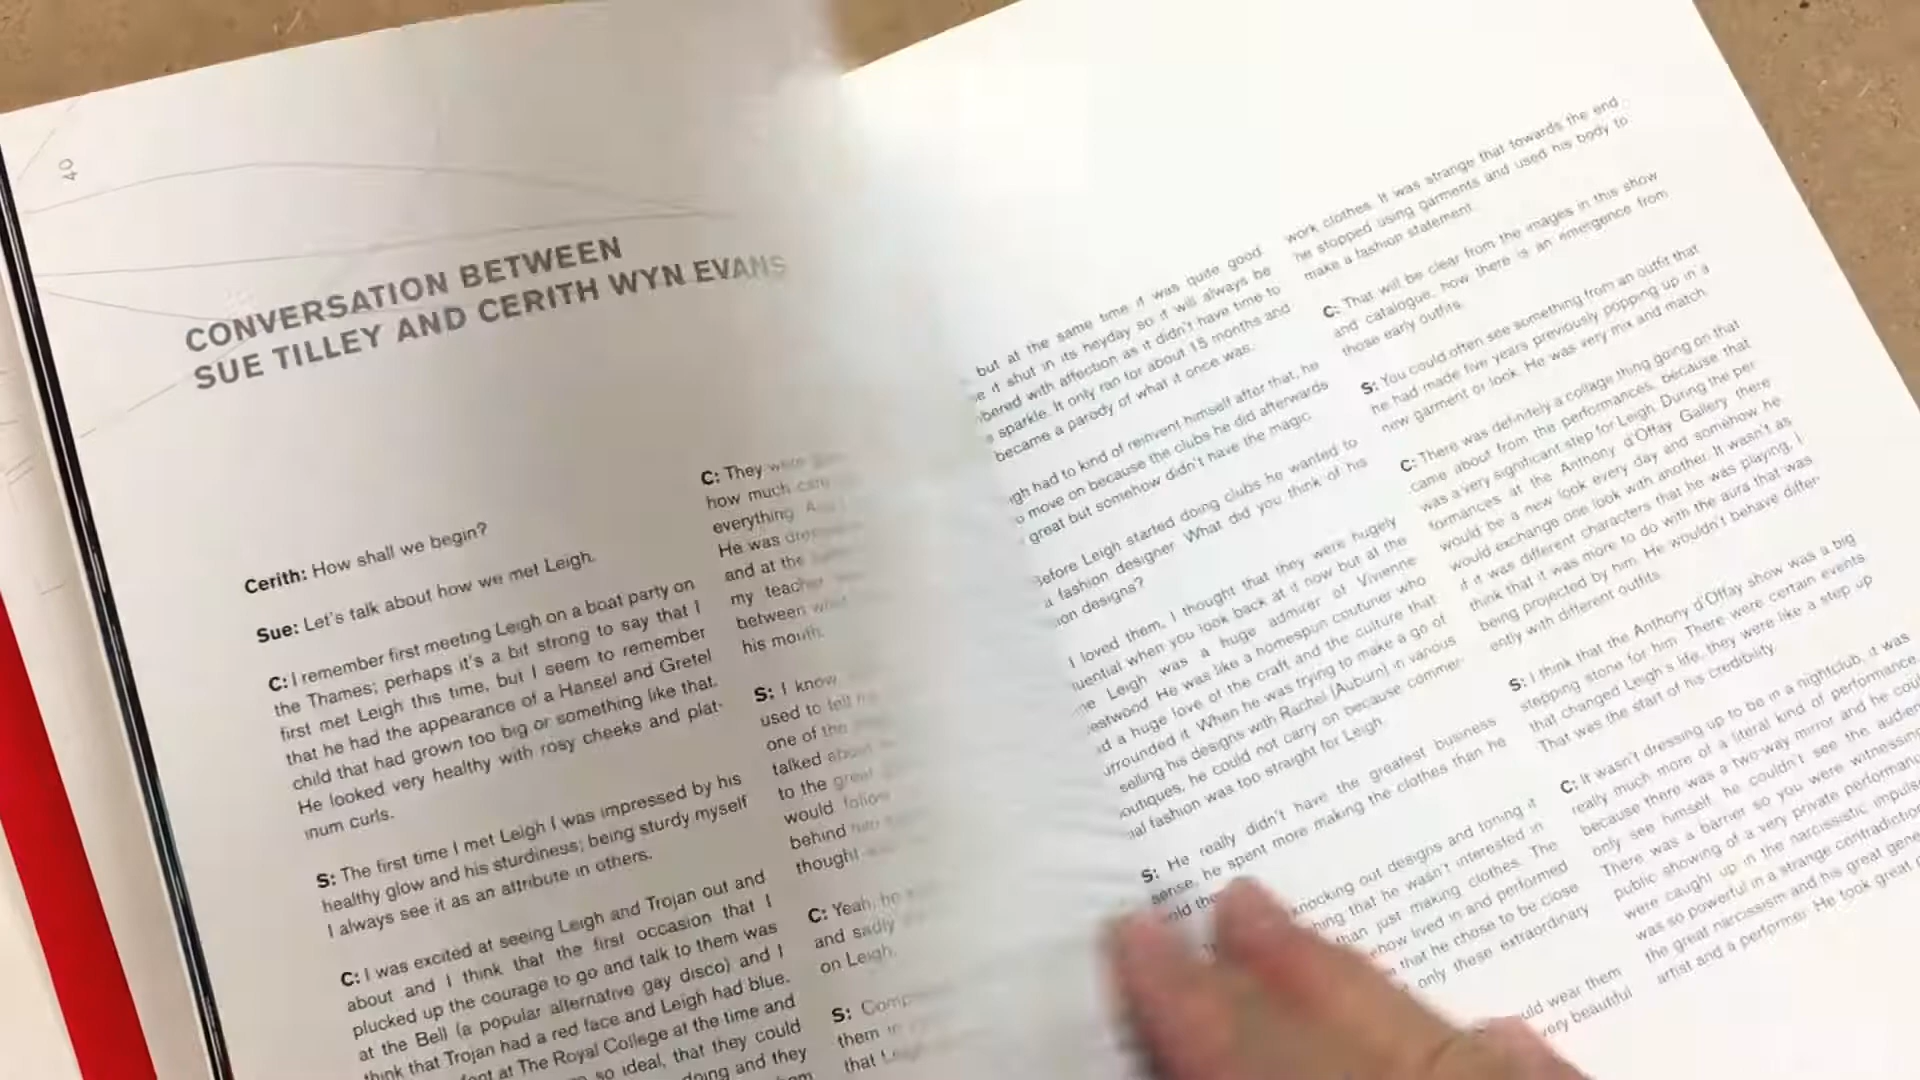 40
CONVERSATION BETWEEN
SUE TILLEY AND CERITH WYN EVANS
Cerith: How shall we begin?
Sue: Let's talk about how we met Leigh.
C: I remember first meeting Leigh on a boat party on
the Thames; perhaps it's a bit strong to say that I
first met Leigh this time, but I seem to remember
that he had the appearance of a Hansel and Gretel
child that had grown too big or something like that.
He looked very healthy with rosy cheeks and plat-
inum curls.
S: The first time I met Leigh I was impressed by his
healthy glow and his sturdiness; being sturdy myself
I always see it as an attribute in others.
C: I was excited at seeing Leigh and Trojan out and
about and I think that the first occasion that I
plucked up the courage to go and talk to them was
at the Bell (a popular alternative gay disco) and I
think that Trojan had a red face and Leigh had blue.
at The Royal College at the time and
so ideal, that they could
doing and they
C: They were
how much
everything
He was
and at the
my teacher
between
his mouth.
S: I know
used to tell
one of the
talked about
to the great
would follow
behind
thought
C: Yeah, he
and sadly
on Leigh.
S:
them
that
but at the same time it was quite good
it shut in its heyday so it will always be
with affection as it didn't have time to
sparkle. It only ran for about 15 months and
became a parody of what it once was.
had to kind of reinvent himself after that, he
move on because the clubs he did afterwards
great but somehow didn't have the magic.
Before Leigh started doing clubs he wanted to
a fashion designer. What did you think of his
designs?
I loved them, I thought that they were hugely
when you look back at it now but at the
Leigh was a huge admirer of Vivienne
He was like a homespun couturier who
a huge love of the craft and the culture that
it. When he was trying to make a go of
selling his designs with Rachel [Auburn] in various
he could not carry on because commer-
fashion was too straight for Leigh.
S: He really didn't have the greatest business
sense, he spent more making the clothes than he
knocking out designs and toning it
that he wasn't interested in
than just making clothes. The
lived in and performed
that he chose to be close
only these extraordinary
wear them
very beautiful
work clothes. It was strange that towards the end
he stopped using garments and used his body to
make a fashion statement.
C: That will be clear from the images in this show
and catalogue, how there is an emergence from
those early outfits.
S: You could often see something from an outfit that
he had made five years previously popping up in a
new garment or look. He was very mix and match.
C: There was definitely a collage thing going on that
came about from the performances, because that
was a very significant step for Leigh. During the per
formances at the Anthony d'Offay Gallery there
would be a new look every day and somehow he
would exchange one look with another. It wasn't as
if it was different characters that he was playing, I
think that it was more to do with the aura that was
being projected by him. He wouldn't behave differ-
ently with different outfits.
S: I think that the Anthony d'Offay show was a big
stepping stone for him. There were certain events
that changed Leigh's life, they were like a step up
That was the start of his credibility.
C: It wasn't dressing up to be in a nightclub, it was
really much more of a literal kind of performance,
because there was a two-way mirror and he could
only see himself, he couldn't see the
There was a barrier so you were witnessing
public showing of a very private
were caught up in the narcissistic
was so powerful in a strange
the great narcissism and his great
artist and a performer. He took great